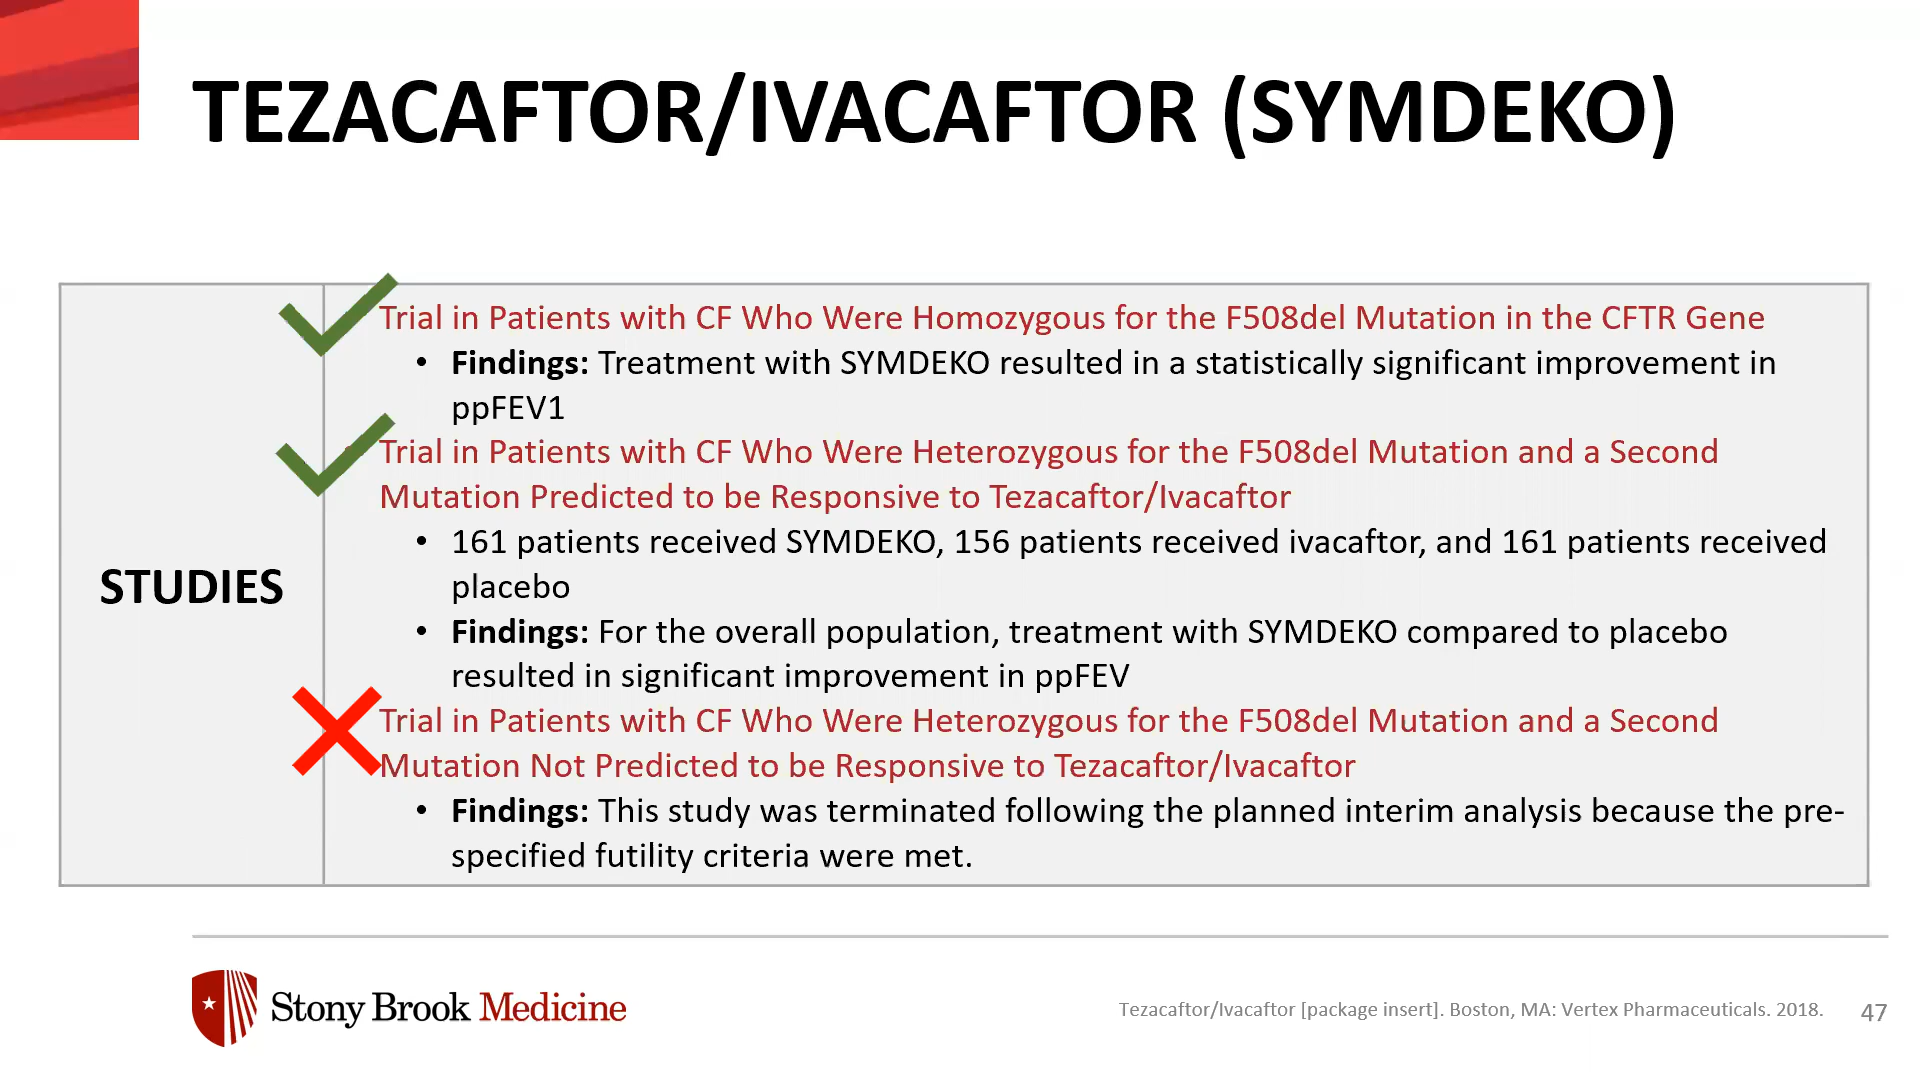 TEZACAFTOR/IVACAFTOR (SYMDEKO)
STUDIES
Trial in Patients with CF Who Were Homozygous for the F508del Mutation in the CFTR Gene
• Findings: Treatment with SYMDEKO resulted in a statistically significant improvement in
ppFEV1
Trial in Patients with CF Who Were Heterozygous for the F508del Mutation and a Second
Mutation Predicted to be Responsive to Tezacaftor/Ivacaftor
• 161 patients received SYMDEKO, 156 patients received ivacaftor, and 161 patients received
placebo
• Findings: For the overall population, treatment with SYMDEKO compared to placebo
resulted in significant improvement in ppFEV
Trial in Patients with CF Who Were Heterozygous for the F508del Mutation and a Second
Mutation Not Predicted to be Responsive to Tezacaftor/Ivacaftor
• Findings: This study was terminated following the planned interim analysis because the pre-
specified futility criteria were met.
Stony Brook Medicine
Tezacaftor/Ivacaftor [package insert]. Boston, MA: Vertex Pharmaceuticals. 2018.
47